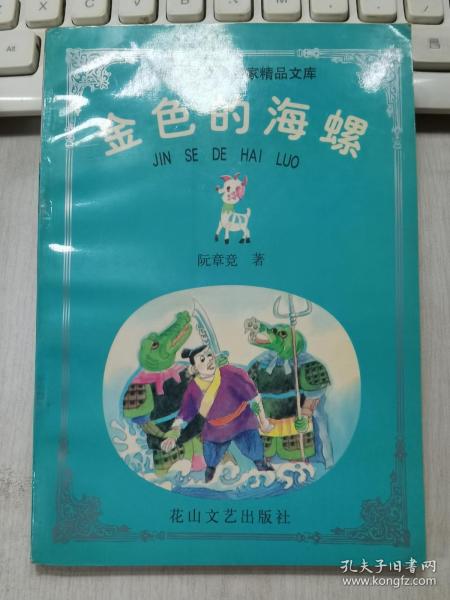 家精品文库
金色的海螺
JIN SE DE HAI LUO
阮章竞 著
花山文艺出版社
孔夫子旧书网
www.kongfz.com